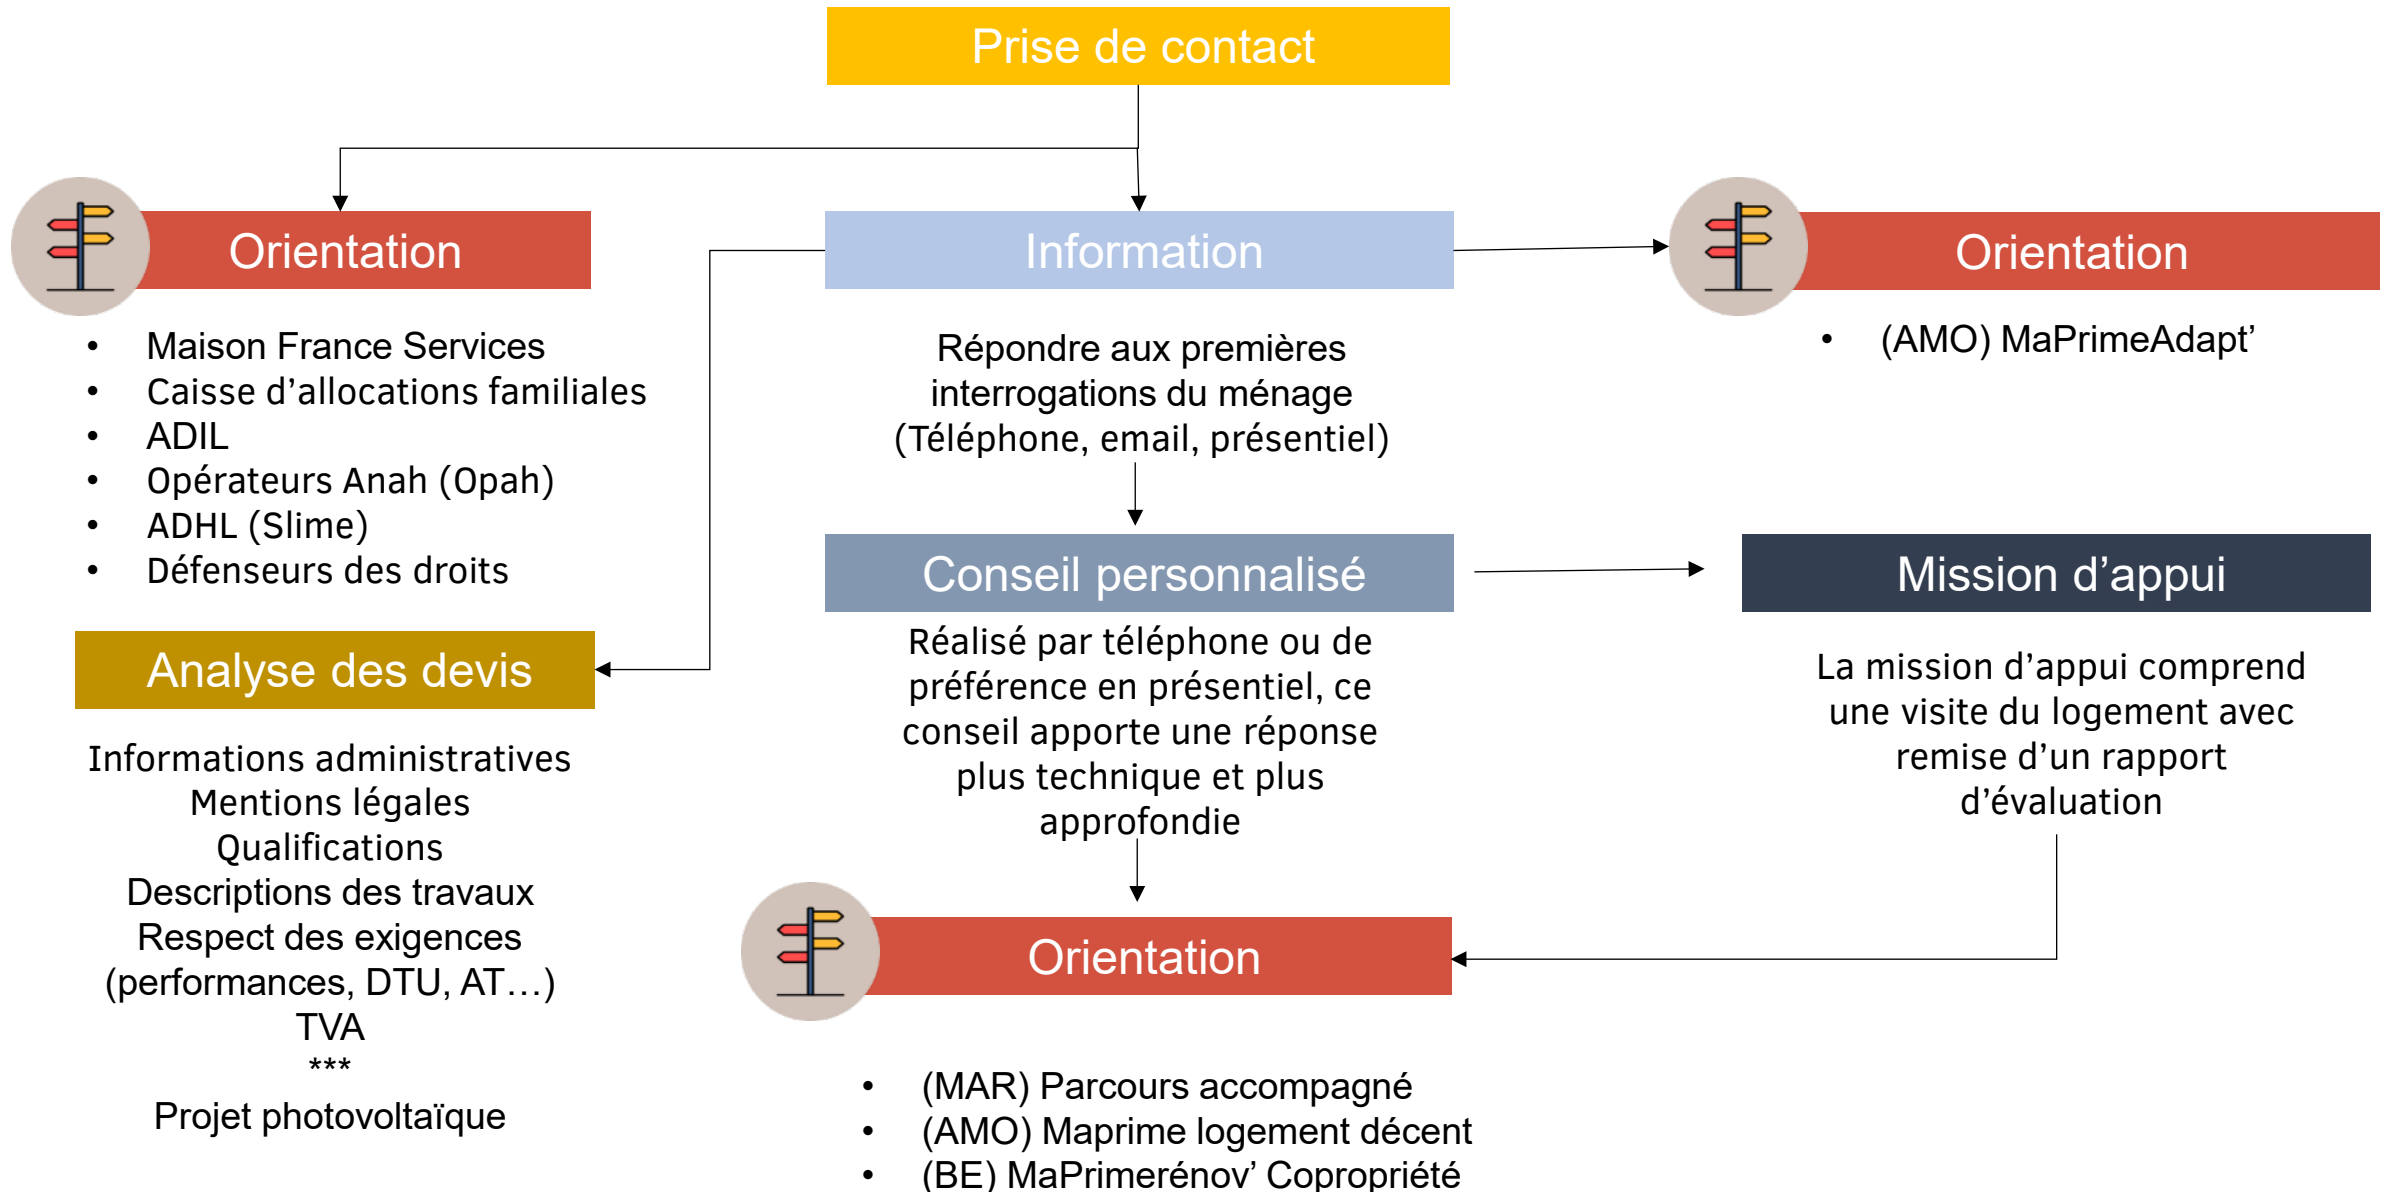 Prise de contact
Orientation
Information
Orientation
• Maison France Services
• Caisse d’allocations familiales
• ADIL
• Opérateurs Anah (Opah)
• ADHL (Slime)
• Défenseurs des droits
Répondre aux premières
interrogations du ménage
(Téléphone, email, présentiel)
• (AMO) MaPrimeAdapt’
Conseil personnalisé
Mission d’appui
Analyse des devis
Réalisé par téléphone ou de
préférence en présentiel, ce
conseil apporte une réponse
plus technique et plus
approfondie
La mission d’appui comprend
une visite du logement avec
remise d’un rapport
d’évaluation
Informations administratives
Mentions légales
Qualifications
Descriptions des travaux
Respect des exigences
(performances, DTU, AT…)
TVA
***
Projet photovoltaïque
Orientation
• (MAR) Parcours accompagné
• (AMO) Maprime logement décent
• (BE) MaPrimerénov’ Copropriété